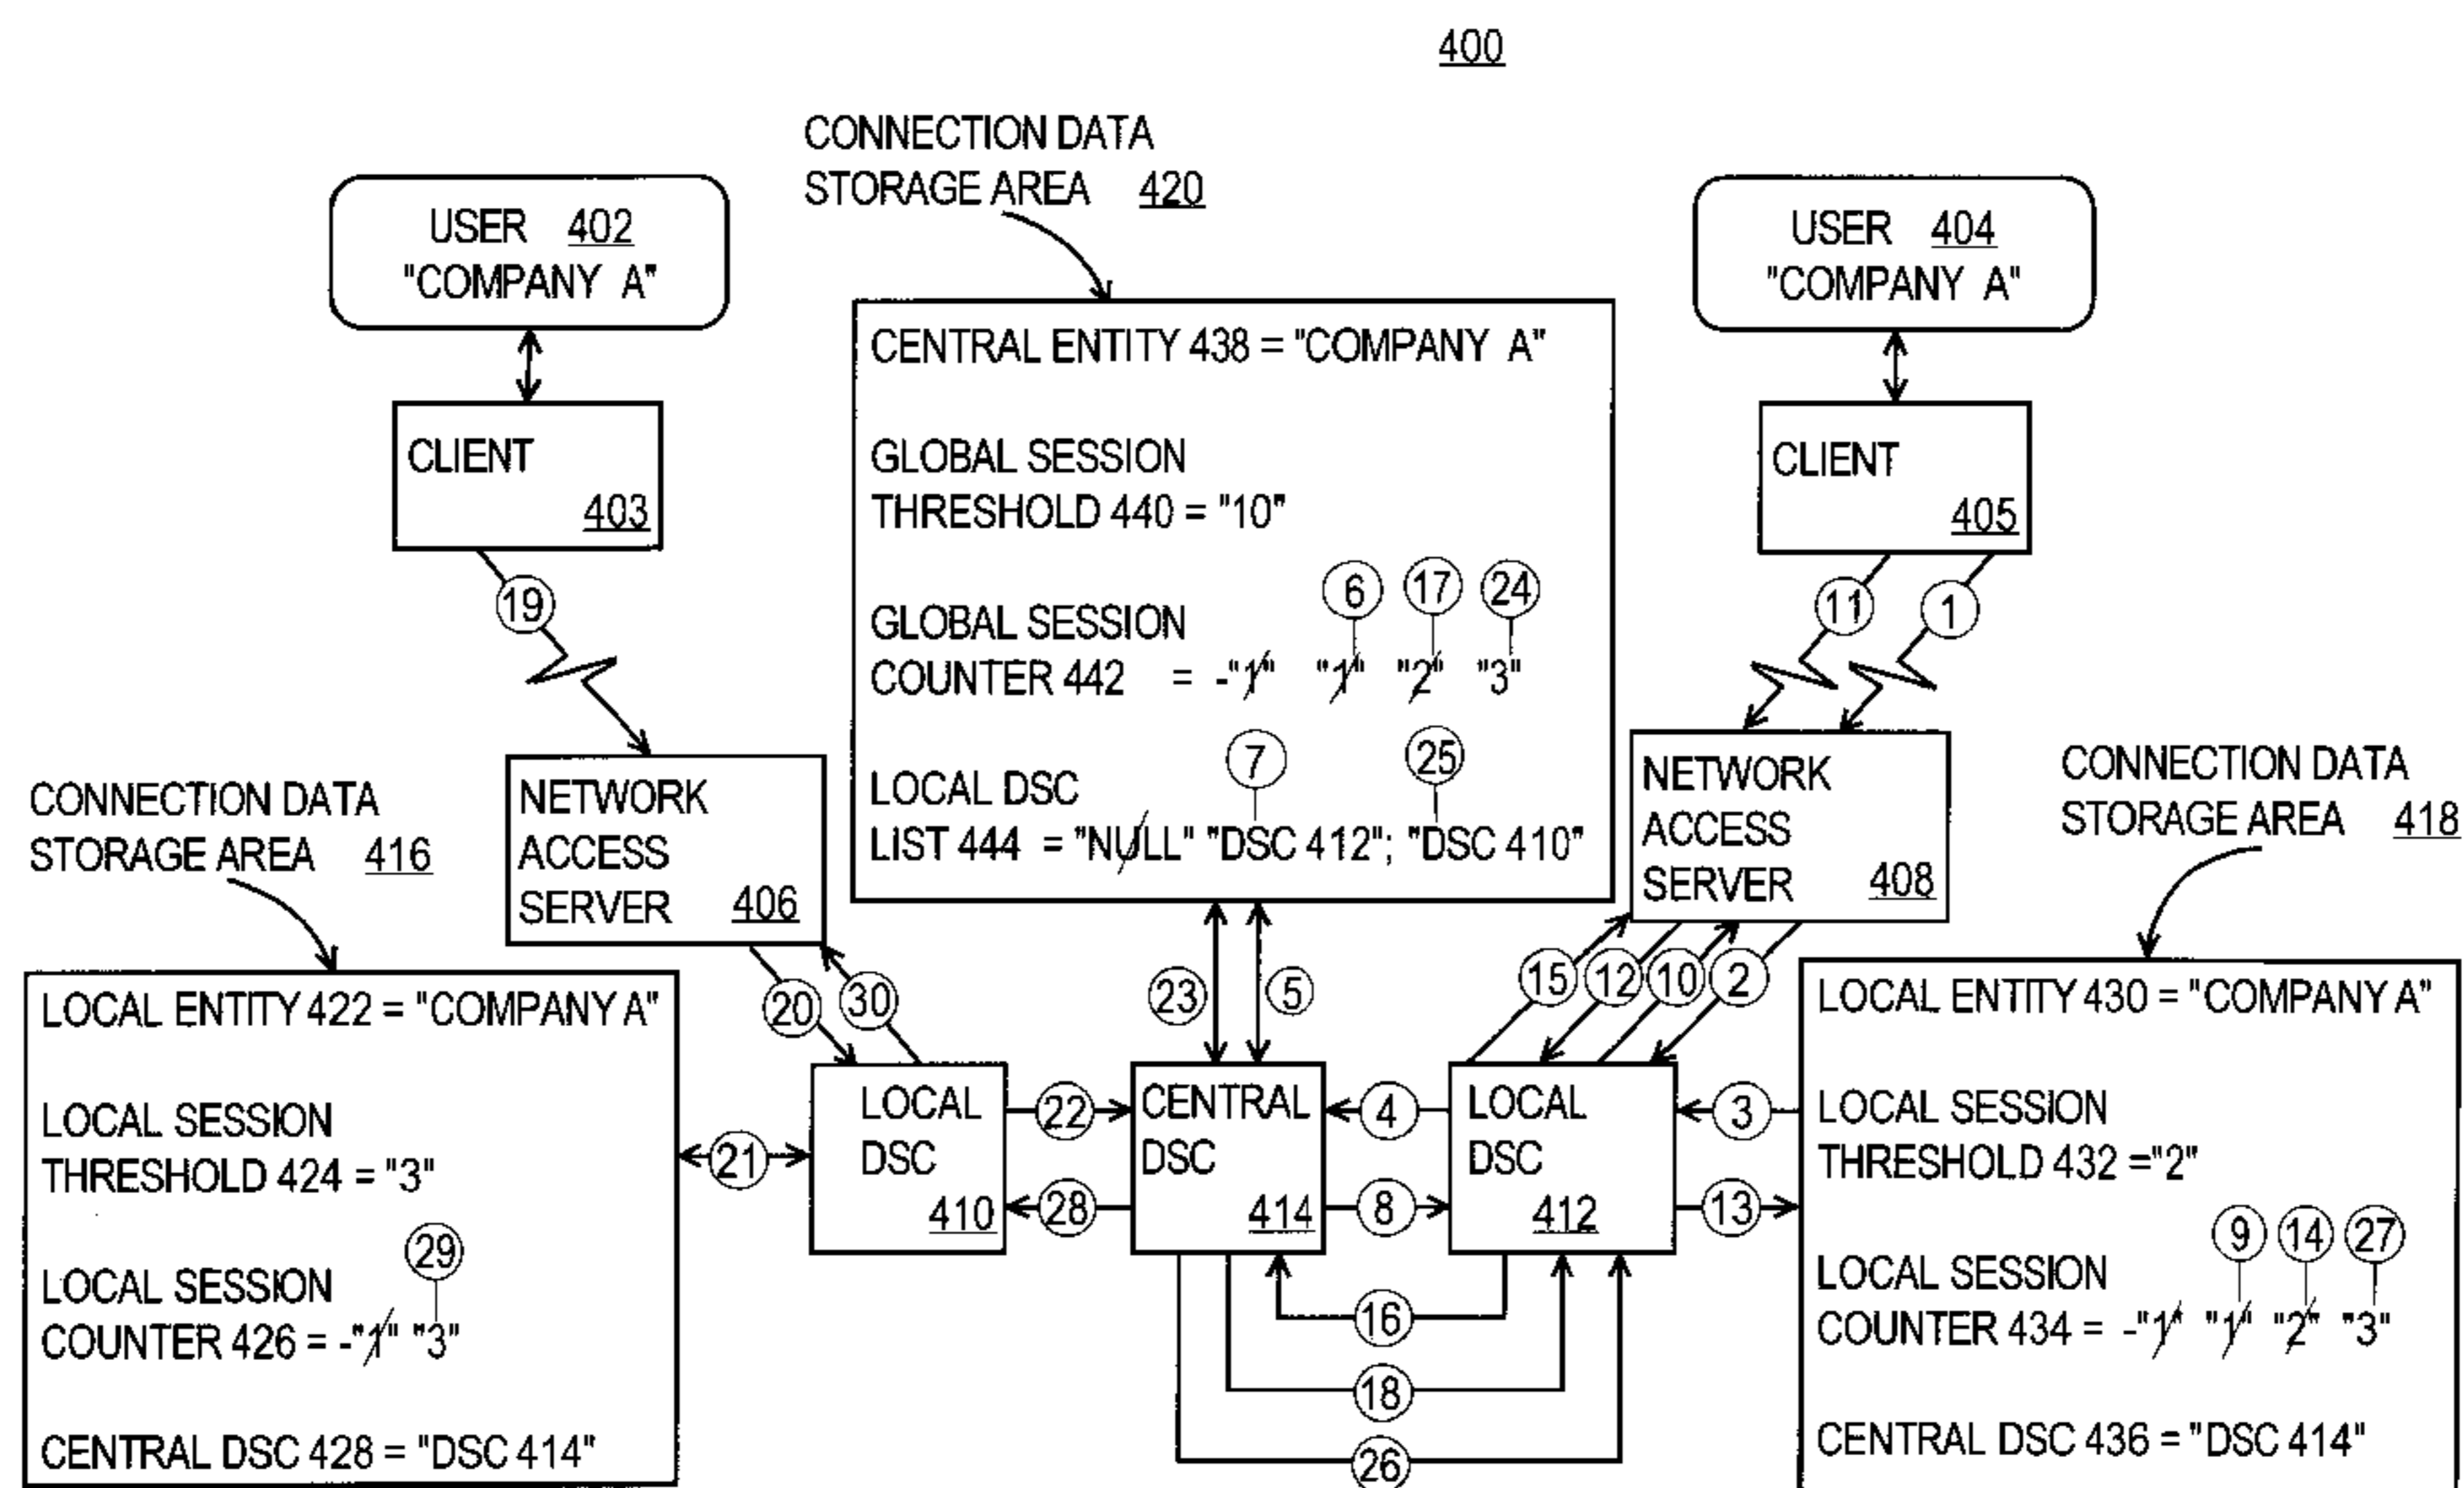 400
CONNECTION DATA
STORAGE AREA 420
USER 402
"COMPANY A"
USER 404
"COMPANY A"
CLIENT
403
CENTRAL ENTITY 438 = "COMPANY A"
GLOBAL SESSION
THRESHOLD 440 = "10"
6 17 24
GLOBAL SESSION
COUNTER 442 = -"1" "1" "2" "3"
7 25
LOCAL DSC
LIST 444 = "NULL" "DSC 412"; "DSC 410"
CLIENT
405
19
11 1
NETWORK
ACCESS
SERVER 406
NETWORK
ACCESS
SERVER 408
CONNECTION DATA
STORAGE AREA 416
CONNECTION DATA
STORAGE AREA 418
20 30 23 5 15 12 10 2
LOCAL ENTITY 422 = "COMPANY A"
LOCAL SESSION
THRESHOLD 424 = "3"
29
LOCAL SESSION
COUNTER 426 = -"1" "3"
CENTRAL DSC 428 = "DSC 414"
21
LOCAL
DSC
410
22
28
CENTRAL
DSC
414
4
8
LOCAL
DSC
412
3
13
16
18
26
LOCAL ENTITY 430 = "COMPANY A"
LOCAL SESSION
THRESHOLD 432 ="2"
9 14 27
LOCAL SESSION
COUNTER 434 = -"1" "1" "2" "3"
CENTRAL DSC 436 = "DSC 414"